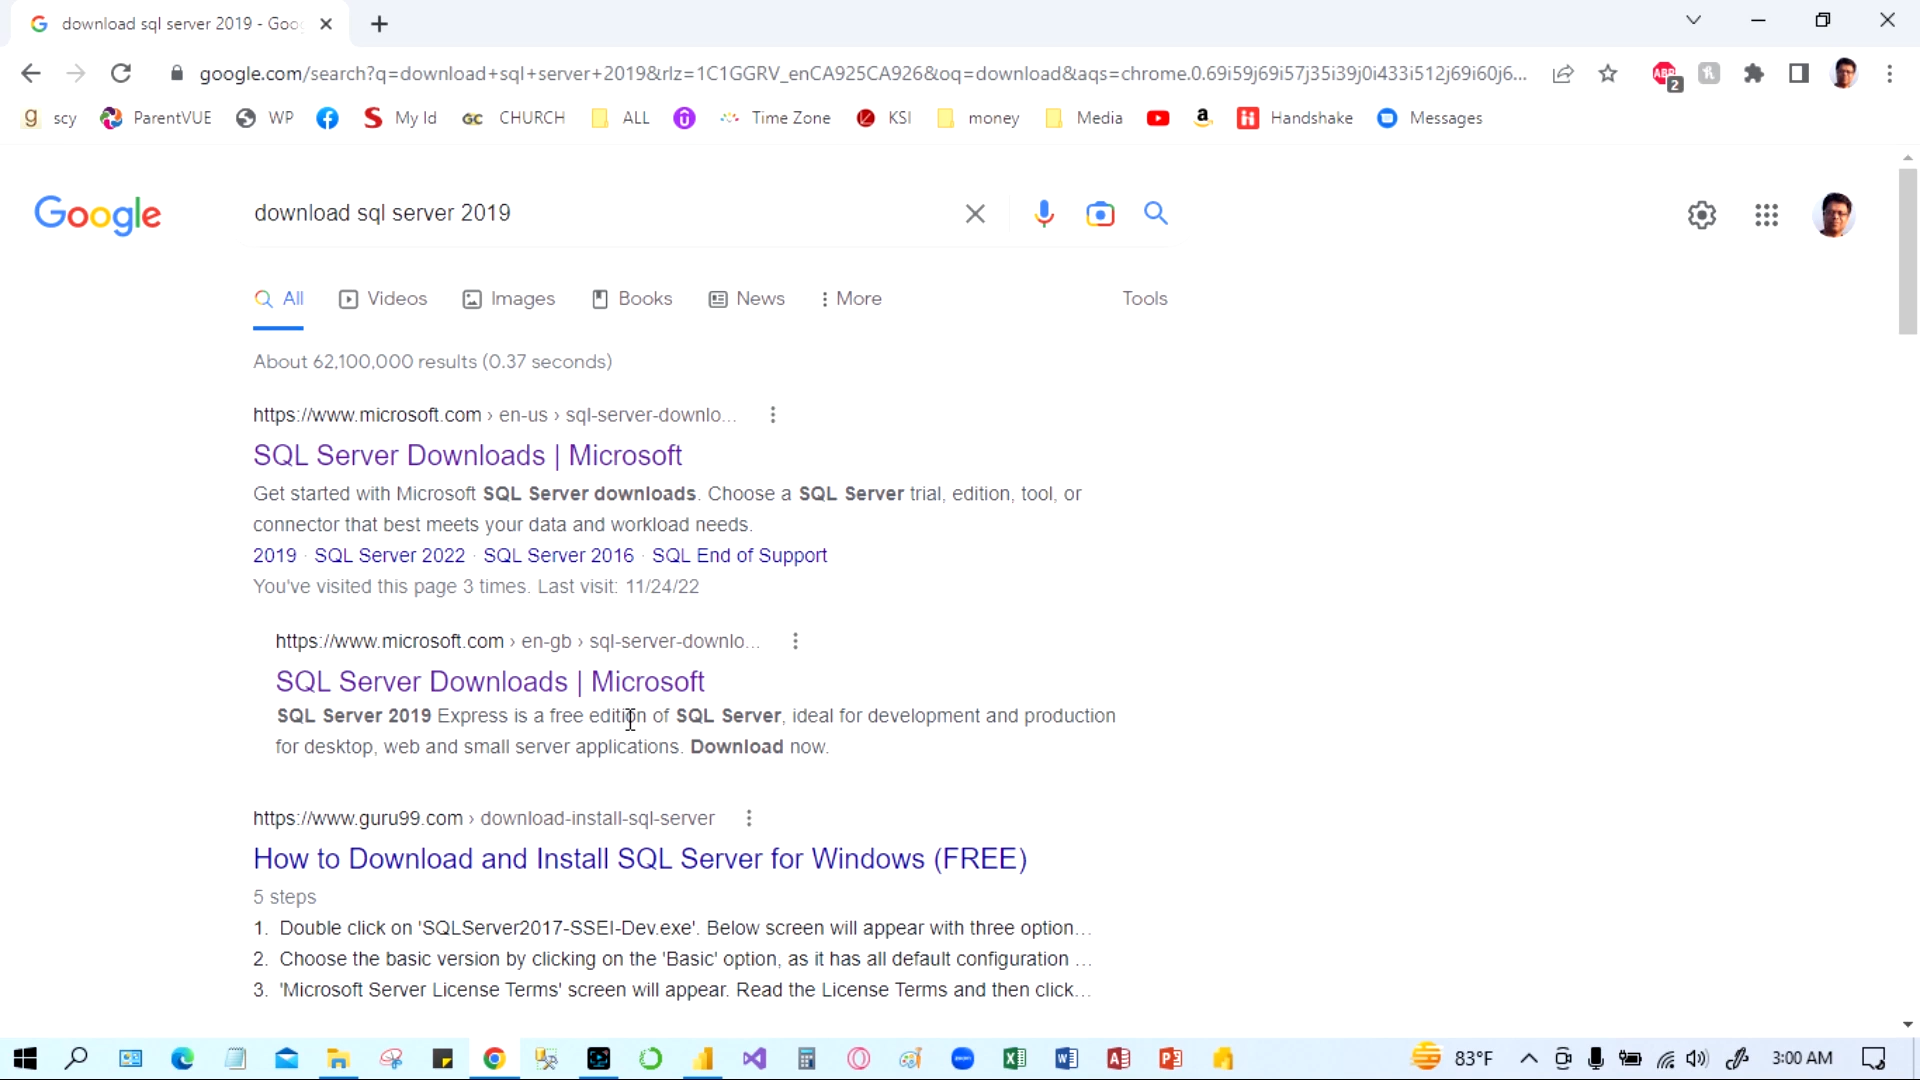 download sql server 2019 - Goo
google.com/search?q=download+sql+server+2019&rlz=1C1GGRV_enCA925CA926&oq=download&aqs=chrome.0.69i59j69i57j35i39j0i433i512j69i60j6...
ABP
2
scy
ParentVUE
WP
My Id
GC CHURCH
ALL
Time Zone
KSI
money
Media
Handshake
Messages
Google
download sql server 2019
All
Videos
Images
Books
News
More
Tools
About 62,100,000 results (0.37 seconds)
https://www.microsoft.com › en-us › sql-server-downlo...
SQL Server Downloads | Microsoft
Get started with Microsoft SQL Server downloads. Choose a SQL Server trial, edition, tool, or
connector that best meets your data and workload needs.
2019 · SQL Server 2022 · SQL Server 2016 · SQL End of Support
You've visited this page 3 times. Last visit: 11/24/22
https://www.microsoft.com › en-gb › sql-server-downlo...
SQL Server Downloads | Microsoft
SQL Server 2019 Express is a free edition of SQL Server, ideal for development and production
for desktop, web and small server applications. Download now.
https://www.guru99.com › download-install-sql-server
How to Download and Install SQL Server for Windows (FREE)
5 steps
1. Double click on 'SQLServer2017-SSEI-Dev.exe'. Below screen will appear with three option...
2. Choose the basic version by clicking on the 'Basic' option, as it has all default configuration ...
3. 'Microsoft Server License Terms' screen will appear. Read the License Terms and then click...
83°F
3:00 AM